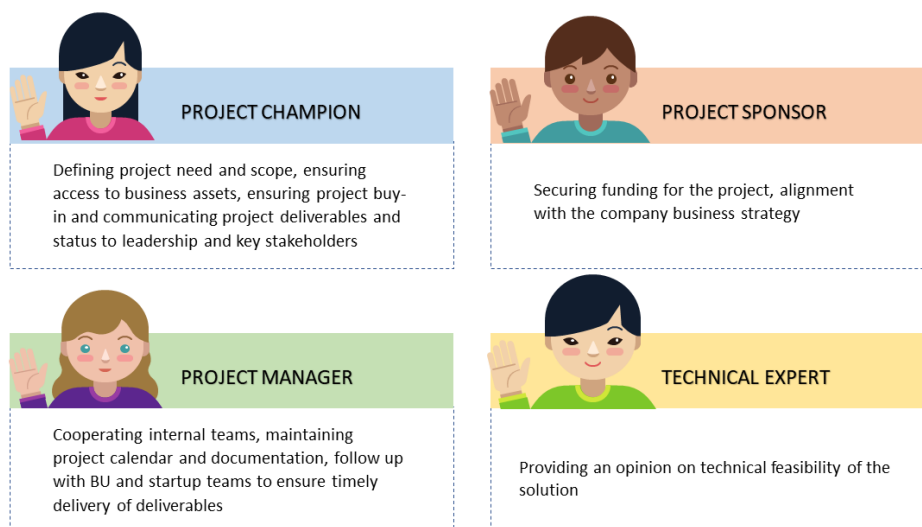 PROJECT CHAMPION
Defining project need and scope, ensuring
access to business assets, ensuring project buy-
in and communicating project deliverables and
status to leadership and key stakeholders
PROJECT SPONSOR
Securing funding for the project, alignment
with the company business strategy
PROJECT MANAGER
Cooperating internal teams, maintaining
project calendar and documentation, follow up
with BU and startup teams to ensure timely
delivery of deliverables
TECHNICAL EXPERT
Providing an opinion on technical feasibility of the
solution